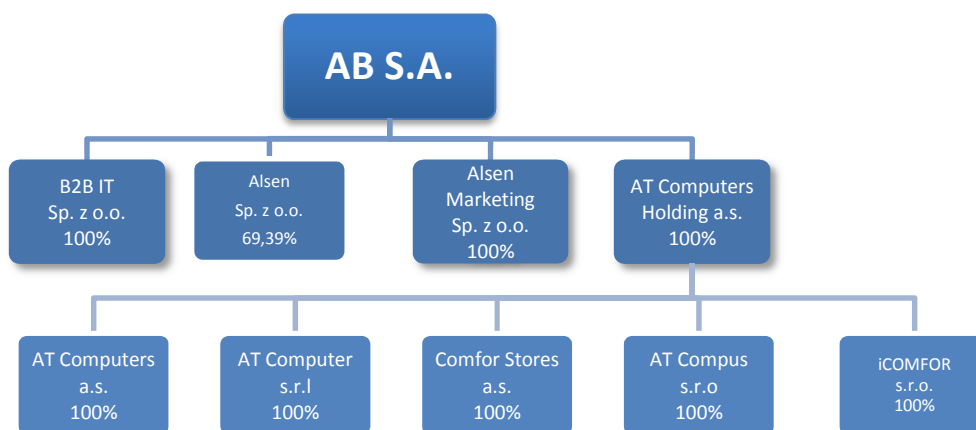 AB S.A.
B2B IT
Sp. z o.o.
100%
Alsen
Sp. z o.o.
69,39%
Alsen
Marketing
Sp. z o.o.
100%
AT Computers
Holding a.s.
100%
AT Computers
a.s.
100%
AT Computer
s.r.l
100%
Comfor Stores
a.s.
100%
AT Compus
s.r.o
100%
iCOMFOR
s.r.o.
100%